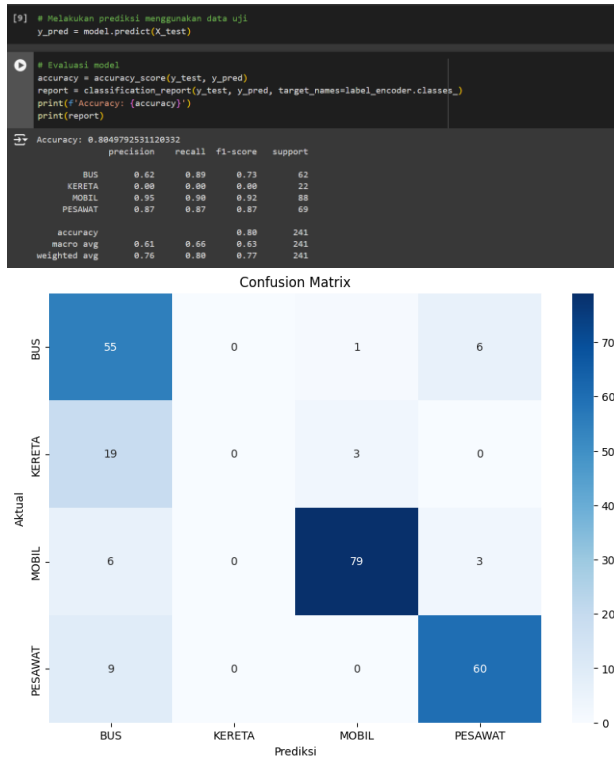 [9] # Melakukan prediksi menggunakan data uji
y_pred = model.predict(X_test)
# Evaluasi model
accuracy = accuracy_score(y_test, y_pred)
report = classification_report(y_test, y_pred, target_names=label_encoder.classes_)
print(f'Accuracy: {accuracy}')
print(report)
Accuracy: 0.8049792531120332
precision recall f1-score support
BUS 0.62 0.89 0.73 62
KERETA 0.00 0.00 0.00 22
MOBIL 0.95 0.90 0.92 88
PESAWAT 0.87 0.87 0.87 69
accuracy 0.80 241
macro avg 0.61 0.66 0.63 241
weighted avg 0.76 0.80 0.77 241
Confusion Matrix
BUS 55 0 1 6
KERETA 19 0 3 0
MOBIL 6 0 79 3
PESAWAT 9 0 0 60
Aktual
BUS KERETA MOBIL PESAWAT
Prediksi
70
60
50
40
30
20
10
0